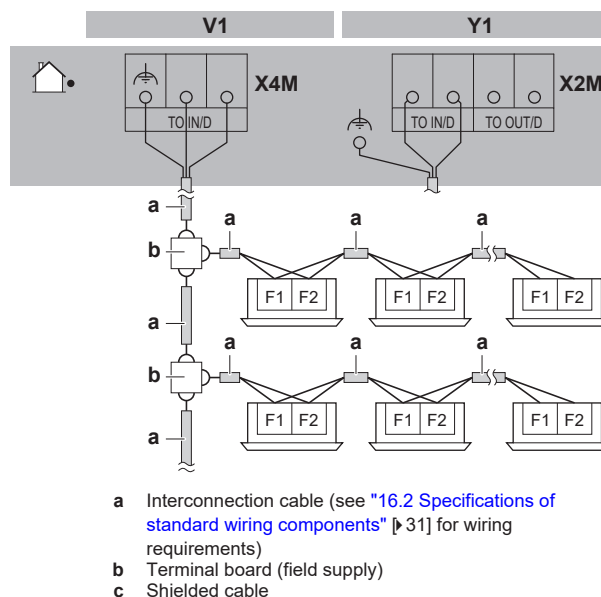 V1 Y1
X4M X2M
TO IN/D TO IN/D TO OUT/D
a
b a a a
F1 F2 F1 F2 F1 F2
a
b a a a
F1 F2 F1 F2 F1 F2
a
a Interconnection cable (see "16.2 Specifications of
standard wiring components" [▶31] for wiring
requirements)
b Terminal board (field supply)
c Shielded cable